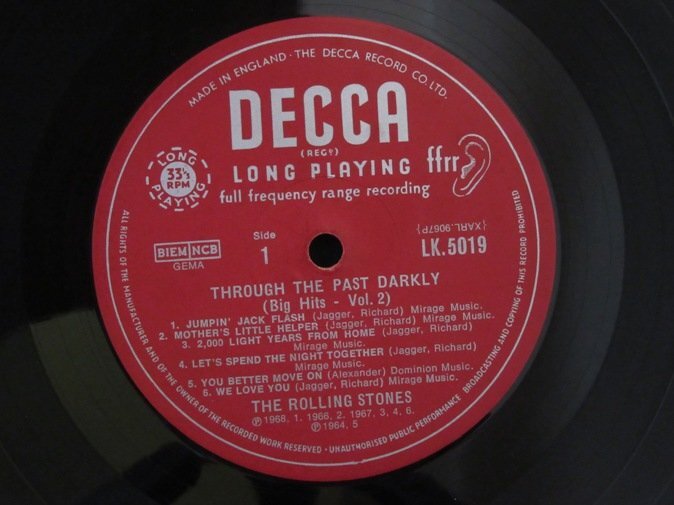 MADE IN ENGLAND · THE DECCA RECORD CO. LTD.
DECCA
(REGD)
LONG PLAYING
ffrr
full frequency range recording
LONG PLAYING
33⅓
RPM
{XARL.9067P}
LK.5019
BIEM NCB
GEMA
Side
1
THROUGH THE PAST DARKLY
(Big Hits - Vol. 2)
1. JUMPIN' JACK FLASH (Jagger, Richard) Mirage Music.
2. MOTHER'S LITTLE HELPER (Jagger, Richard) Mirage Music.
3. 2,000 LIGHT YEARS FROM HOME (Jagger, Richard)
Mirage Music.
4. LET'S SPEND THE NIGHT TOGETHER (Jagger, Richard)
Mirage Music.
5. YOU BETTER MOVE ON (Alexander) Dominion Music.
6. WE LOVE YOU (Jagger, Richard) Mirage Music.
THE ROLLING STONES
℗ 1968, 1. 1966, 2. 1967, 3, 4, 6.
℗ 1964, 5
ALL RIGHTS OF THE MANUFACTURER AND OF THE OWNER OF THE RECORDED WORK RESERVED · UNAUTHORISED PUBLIC PERFORMANCE BROADCASTING AND COPYING OF THIS RECORD PROHIBITED